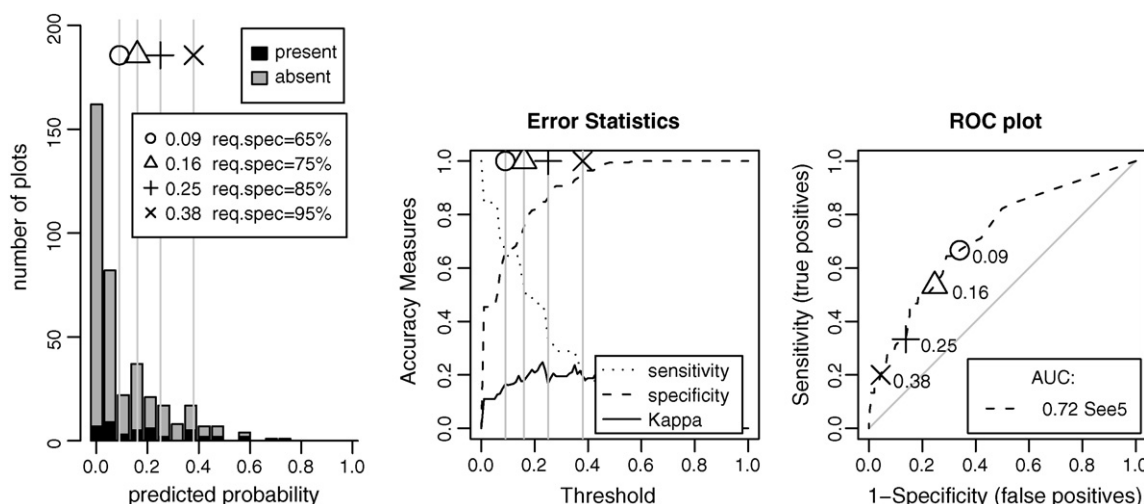 number of plots
200
150
100
50
0
present
absent
0.09 req.spec=65%
0.16 req.spec=75%
0.25 req.spec=85%
0.38 req.spec=95%
0.0 0.2 0.4 0.6 0.8 1.0
predicted probability
Error Statistics
Accuracy Measures
1.0
0.8
0.6
0.4
0.2
0.0
sensitivity
specificity
Kappa
0.0 0.2 0.4 0.6 0.8 1.0
Threshold
ROC plot
Sensitivity (true positives)
1.0
0.8
0.6
0.4
0.2
0.0
0.09
0.16
0.25
0.38
AUC:
0.72 See5
0.0 0.2 0.4 0.6 0.8 1.0
1−Specificity (false positives)